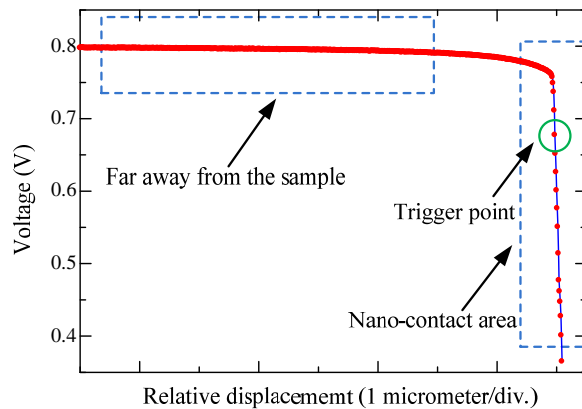 0.8
0.7
0.6
0.5
0.4
Voltage (V)
Far away from the sample
Trigger point
Nano-contact area
Relative displacememt (1 micrometer/div.)